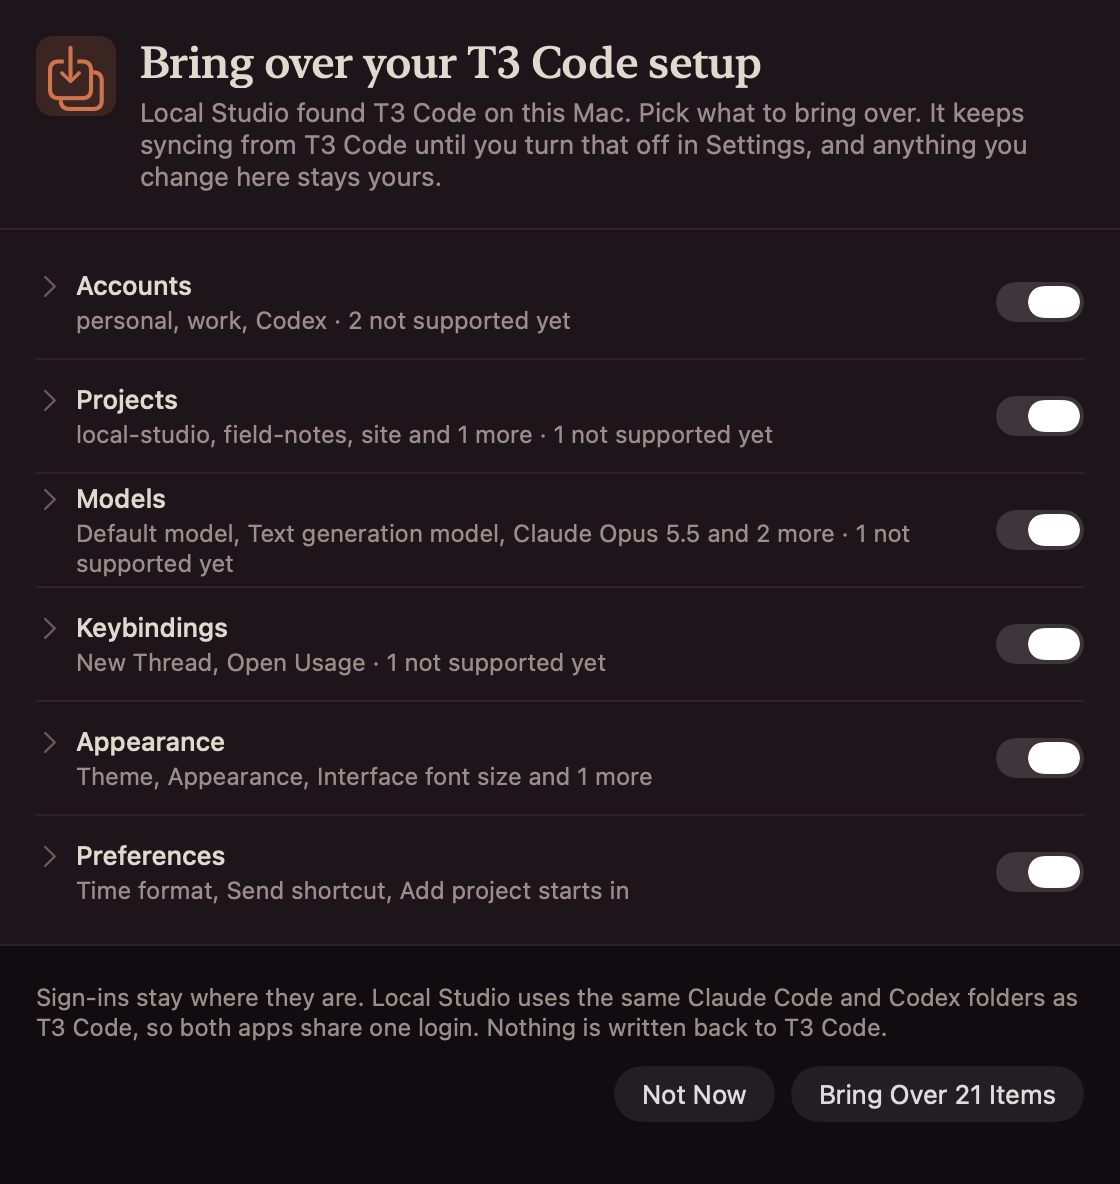 Bring over your T3 Code setup
Local Studio found T3 Code on this Mac. Pick what to bring over. It keeps
syncing from T3 Code until you turn that off in Settings, and anything you
change here stays yours.
Accounts
personal, work, Codex · 2 not supported yet
Projects
local-studio, field-notes, site and 1 more · 1 not supported yet
Models
Default model, Text generation model, Claude Opus 5.5 and 2 more · 1 not
supported yet
Keybindings
New Thread, Open Usage · 1 not supported yet
Appearance
Theme, Appearance, Interface font size and 1 more
Preferences
Time format, Send shortcut, Add project starts in
Sign-ins stay where they are. Local Studio uses the same Claude Code and Codex folders as
T3 Code, so both apps share one login. Nothing is written back to T3 Code.
Not Now
Bring Over 21 Items